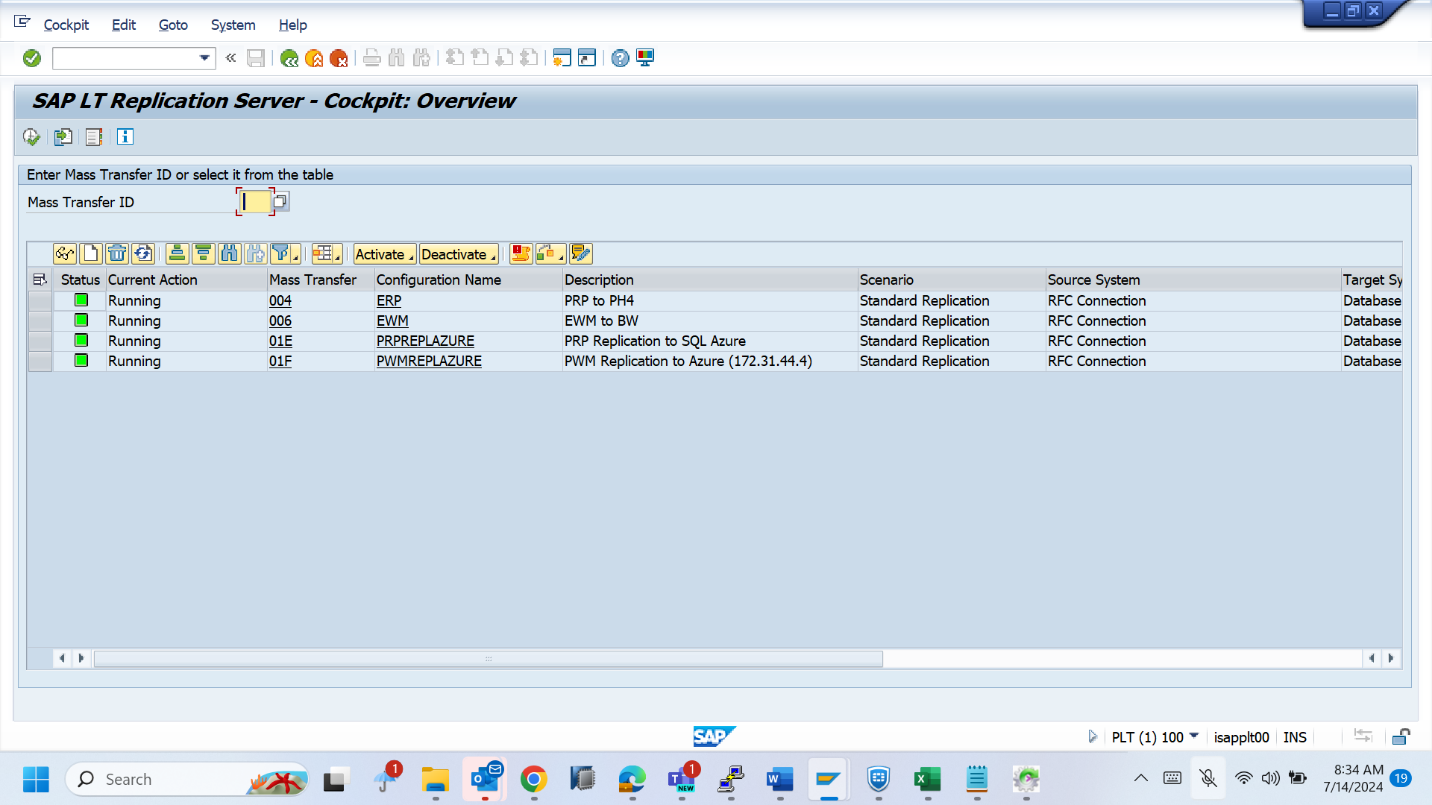 Cockpit Edit Goto System Help
SAP LT Replication Server - Cockpit: Overview
Enter Mass Transfer ID or select it from the table
Mass Transfer ID
Activate Deactivate
Status Current Action Mass Transfer Configuration Name Description Scenario Source System Target Sy
Running 004 ERP PRP to PH4 Standard Replication RFC Connection Database
Running 006 EWM EWM to BW Standard Replication RFC Connection Database
Running 01E PRPREPLAZURE PRP Replication to SQL Azure Standard Replication RFC Connection Database
Running 01F PWMREPLAZURE PWM Replication to Azure (172.31.44.4) Standard Replication RFC Connection Database
SAP PLT (1) 100 isapplt00 INS
Search 1 1 NEW 8:34 AM 19
7/14/2024